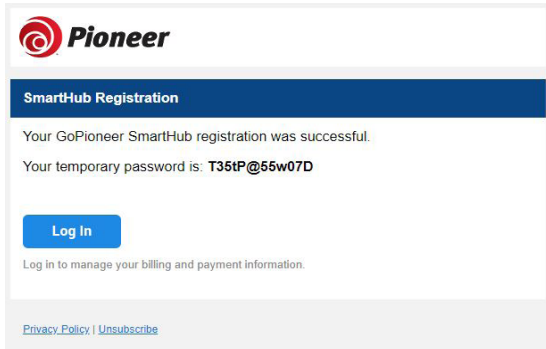 Pioneer
SmartHub Registration
Your GoPioneer SmartHub registration was successful.
Your temporary password is: T35tP@55w07D
Log In
Log in to manage your billing and payment information.
Privacy Policy | Unsubscribe